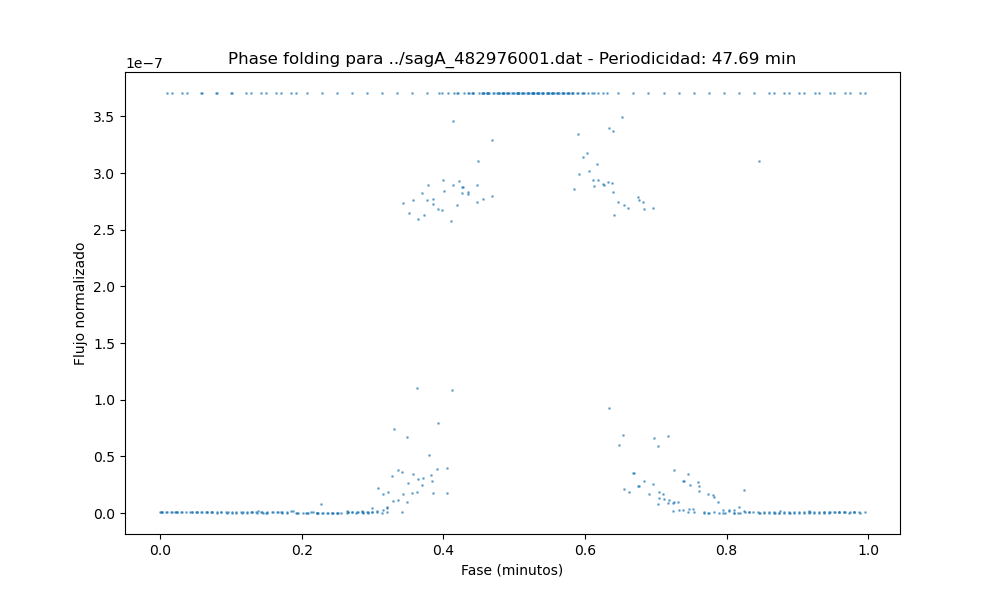 Phase folding para ../sagA_482976001.dat - Periodicidad: 47.69 min
1e−7
3.5
3.0
2.5
2.0
1.5
1.0
0.5
0.0
Flujo normalizado
0.0 0.2 0.4 0.6 0.8 1.0
Fase (minutos)